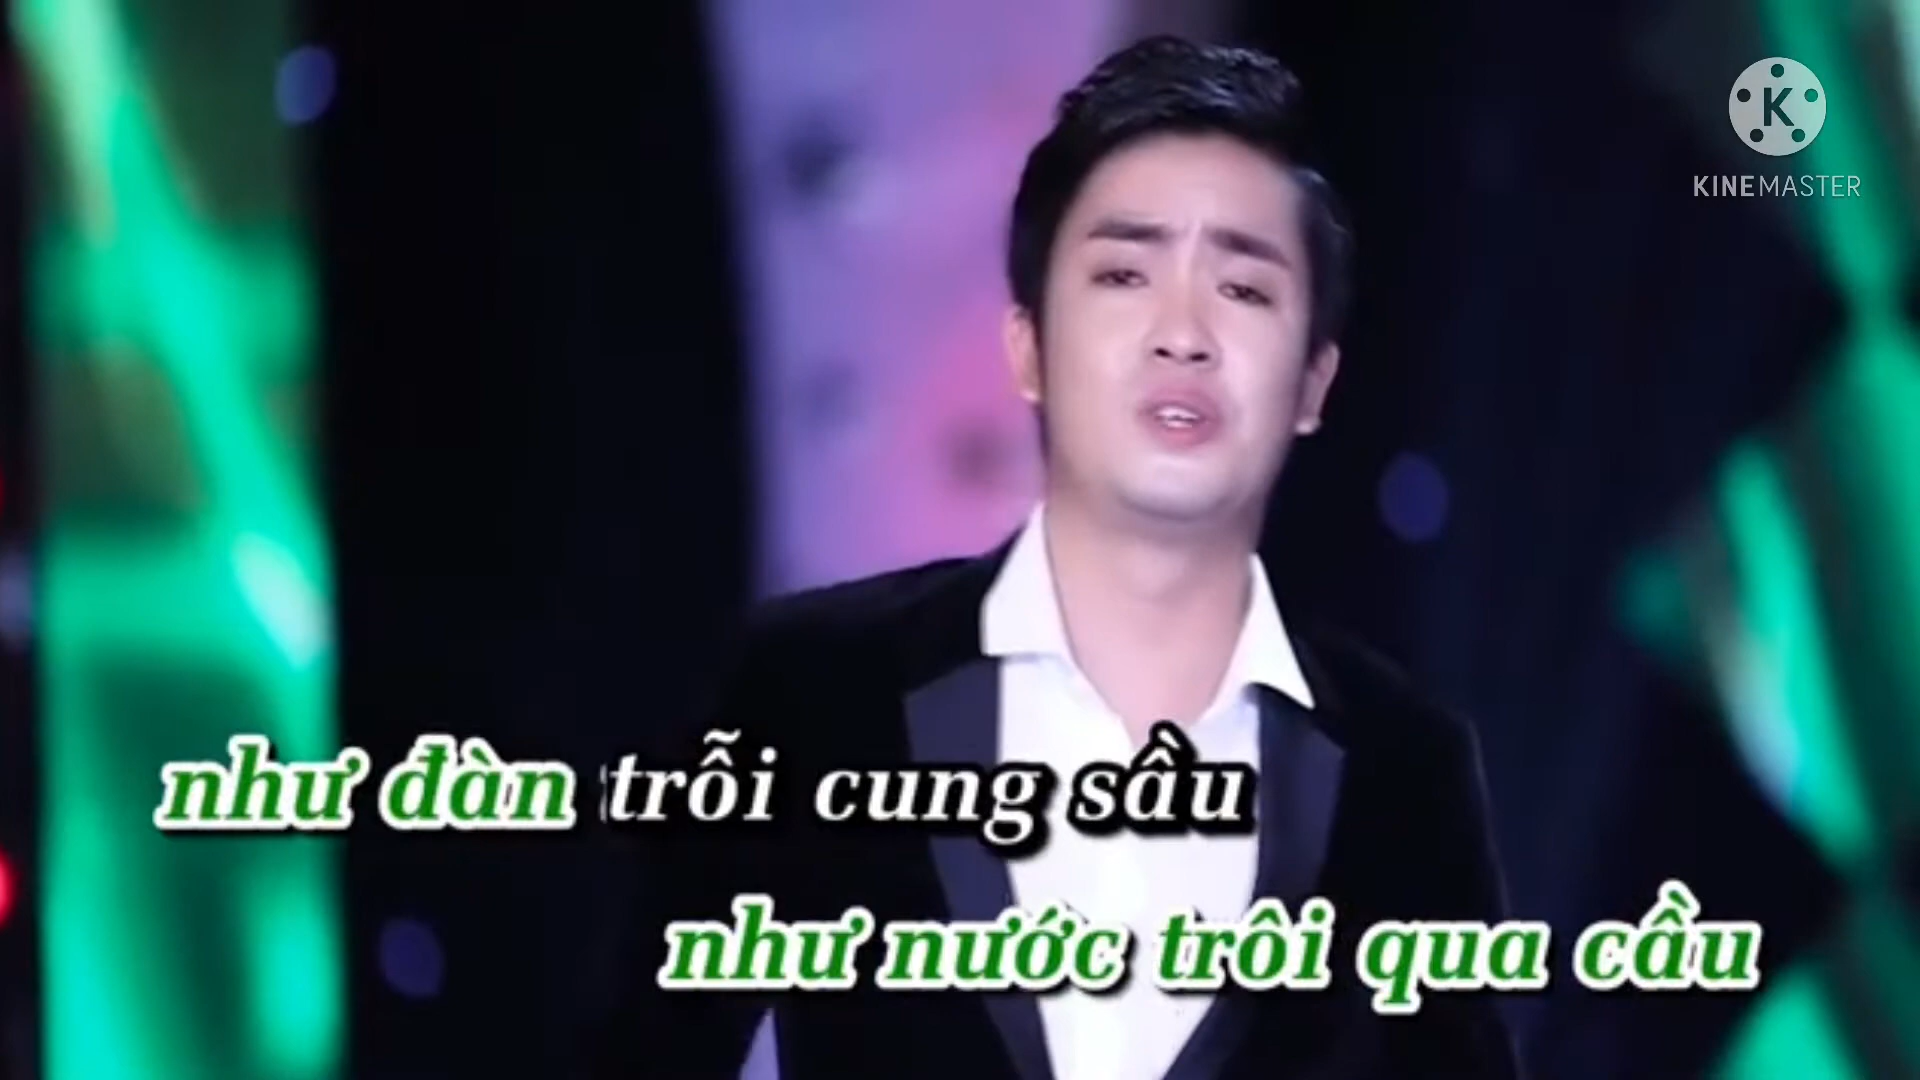 K
KINEMASTER
như đàn trỗi cung sầu
như nước trôi qua cầu